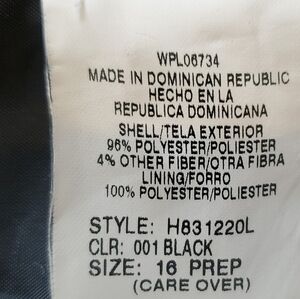 WPL06734
MADE IN DOMINICAN REPUBLIC
HECHO EN LA
REPUBLICA DOMINICANA
SHELL/TELA EXTERIOR
96% POLYESTER/POLIESTER
4% OTHER FIBER/OTRA FIBRA
LINING/FORRO
100% POLYESTER/POLIESTER
STYLE: H831220L
CLR: 001 BLACK
SIZE: 16 PREP
(CARE OVER)